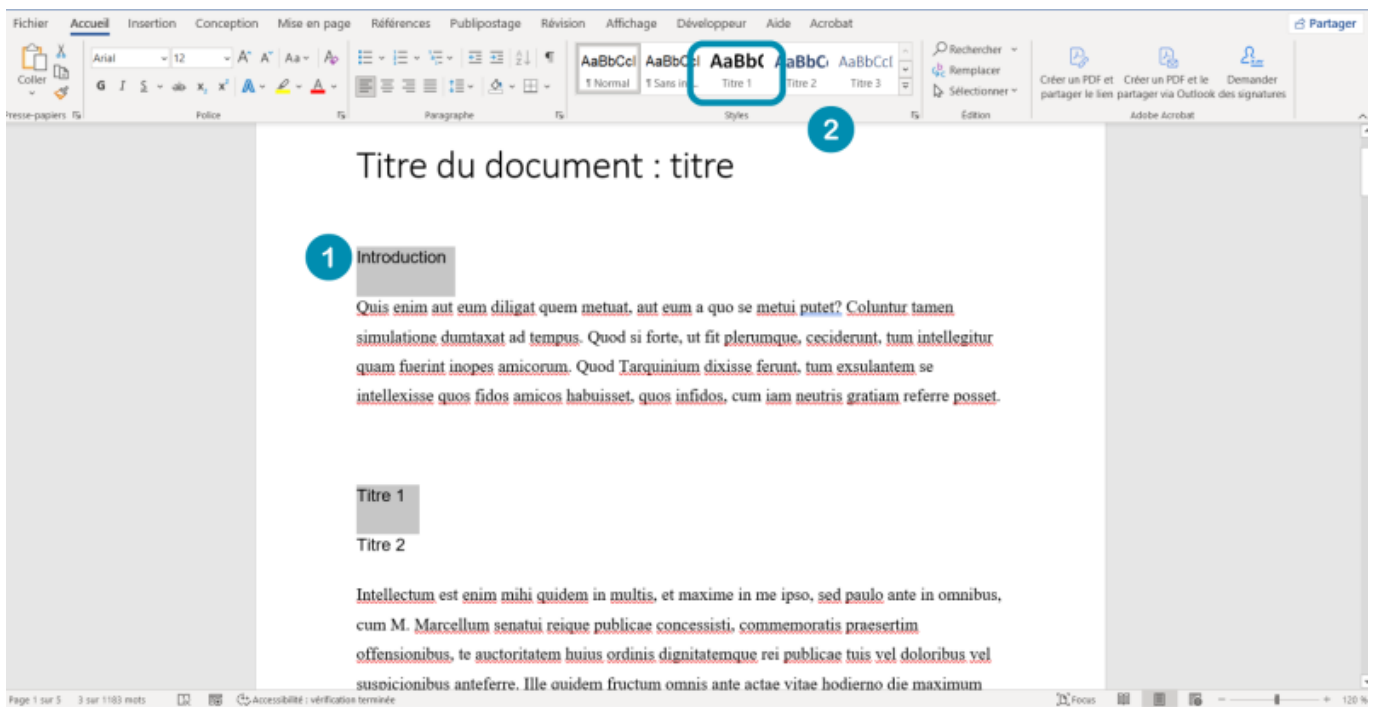 Fichier Accueil Insertion Conception Mise en page Références Publipostage Révision Affichage Développeur Aide Acrobat Partager
Coller
Arial 12 A^ Aˇ Aa A
G I S ab x, x² A A
AaBbCcI AaBbCcI AaBb( AaBbC AaBbCcI
¶ Normal ¶ Sans in... Titre 1 Titre 2 Titre 3
Rechercher
Remplacer
Sélectionner
Créer un PDF et partager le lien
Créer un PDF et le partager via Outlook
Demander des signatures
Presse-papiers Police Paragraphe Styles Édition Adobe Acrobat
2
Titre du document : titre
1
Introduction
Quis enim aut eum diligat quem metuat, aut eum a quo se metui putet? Coluntur tamen
simulatione dumtaxat ad tempus. Quod si forte, ut fit plerumque, ceciderunt, tum intellegitur
quam fuerint inopes amicorum. Quod Tarquinium dixisse ferunt, tum exsulantem se
intellexisse quos fidos amicos habuisset, quos infidos, cum iam neutris gratiam referre posset.
Titre 1
Titre 2
Intellectum est enim mihi quidem in multis, et maxime in me ipso, sed paulo ante in omnibus,
cum M. Marcellum senatui reique publicae concessisti, commemoratis praesertim
offensionibus, te auctoritatem huius ordinis dignitatemque rei publicae tuis vel doloribus vel
suspicionibus anteferre. Ille quidem fructum omnis ante actae vitae hodierno die maximum
Page 1 sur 5 3 sur 1183 mots Accessibilité : vérification terminée Focus 120 %